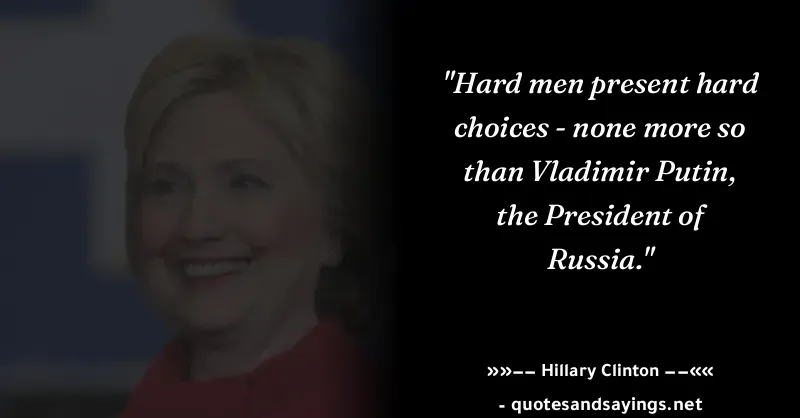 "Hard men present hard
choices - none more so
than Vladimir Putin,
the President of
Russia."
»»−− Hillary Clinton −−««
- quotesandsayings.net